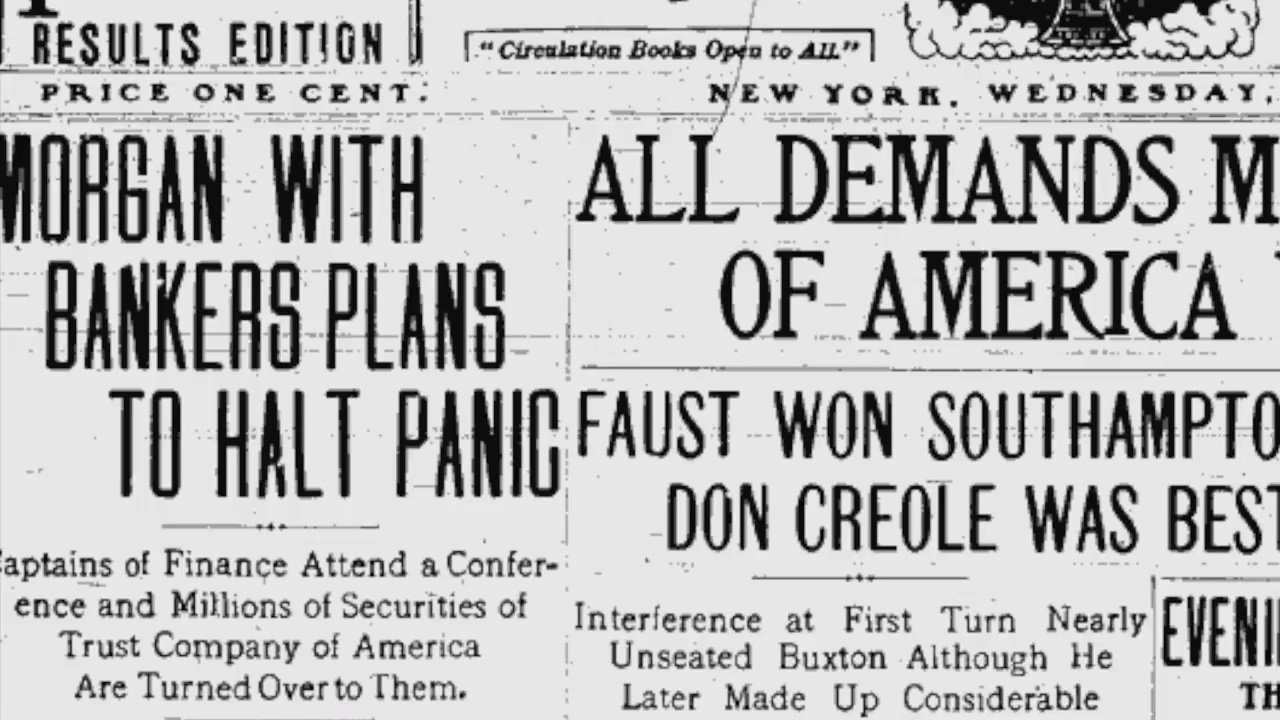 RESULTS EDITION
"Circulation Books Open to All."
PRICE ONE CENT.
NEW YORK, WEDNESDAY,
MORGAN WITH
BANKERS PLANS
TO HALT PANIC
Captains of Finance Attend a Confer-
ence and Millions of Securities of
Trust Company of America
Are Turned Over to Them.
ALL DEMANDS M
OF AMERICA
FAUST WON SOUTHAMPTO
DON CREOLE WAS BEST
Interference at First Turn Nearly
Unseated Buxton Although He
Later Made Up Considerable
EVENI
TH